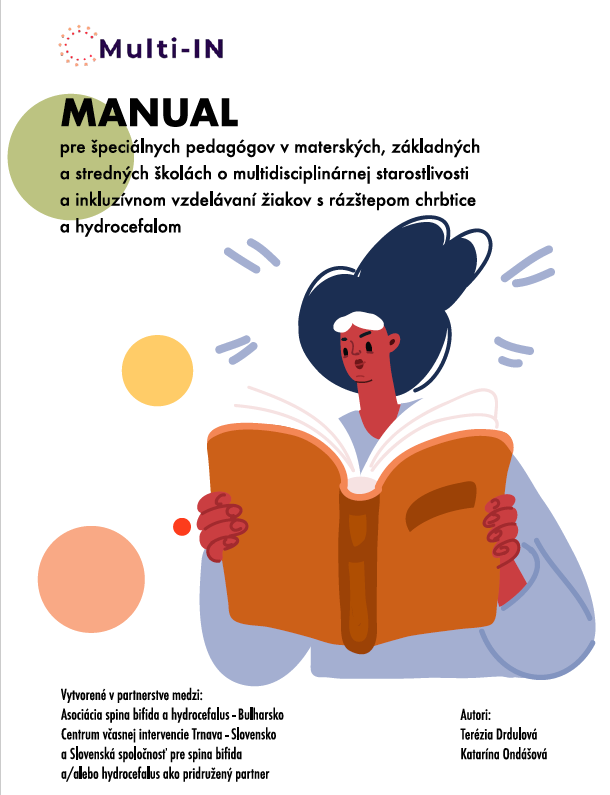 Multi-IN
MANUAL
pre špeciálnych pedagógov v materských, základných
a stredných školách o multidisciplinárnej starostlivosti
a inkluzívnom vzdelávaní žiakov s rázštepom chrbtice
a hydrocefalom
Vytvorené v partnerstve medzi:
Asociácia spina bifida a hydrocefalus - Bulharsko
Centrum včasnej intervencie Trnava - Slovensko
a Slovenská spoločnosť pre spina bifida
a/alebo hydrocefalus ako pridružený partner
Autori:
Terézia Drdulová
Katarína Ondášová